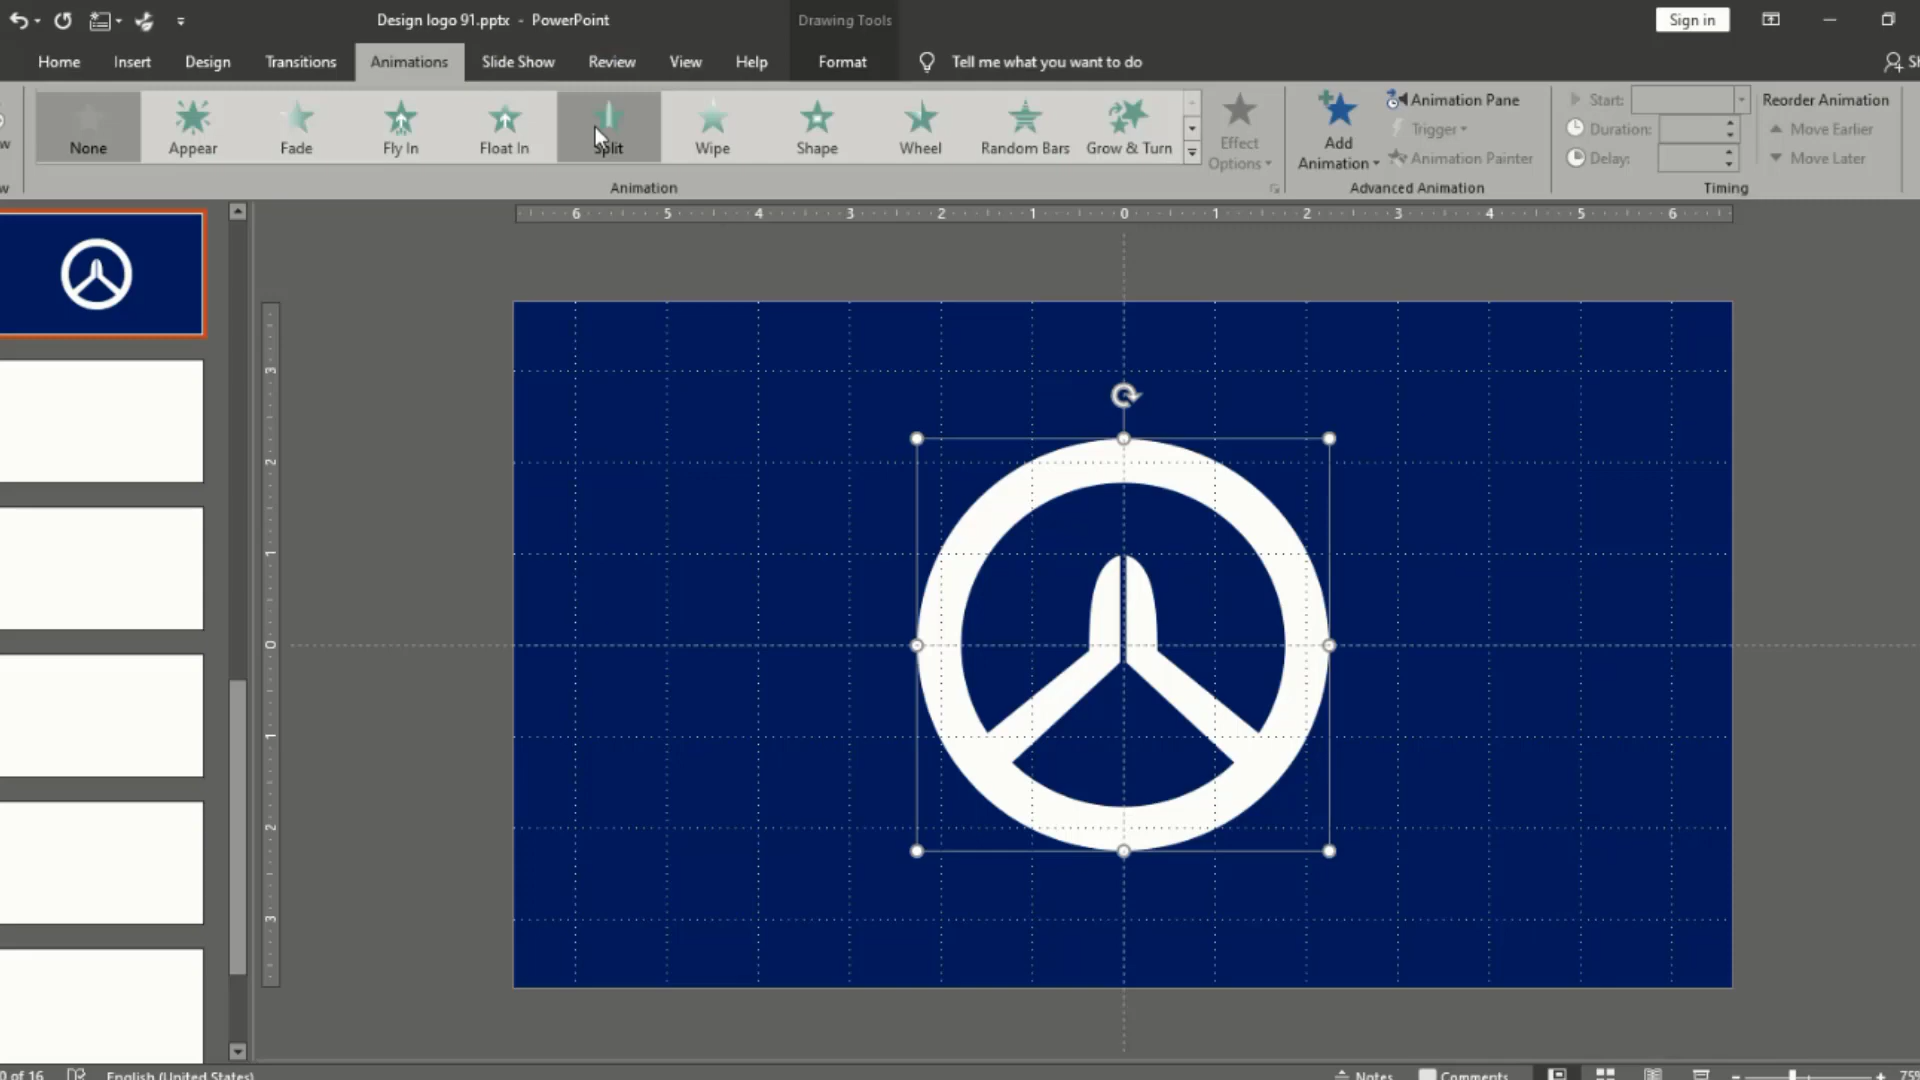 Design logo 91.pptx - PowerPoint
Drawing Tools
Sign in
Home Insert Design Transitions Animations Slide Show Review View Help Format Tell me what you want to do
None Appear Fade Fly In Float In Split Wipe Shape Wheel Random Bars Grow & Turn
Animation
Effect Options
Add Animation
Animation Pane
Trigger
Animation Painter
Advanced Animation
Start:
Duration:
Delay:
Reorder Animation
Move Earlier
Move Later
Timing
6 5 4 3 2 1 0 1 2 3 4 5 6
3
2
1
0
1
2
3
of 16 English (United States) Notes Comments